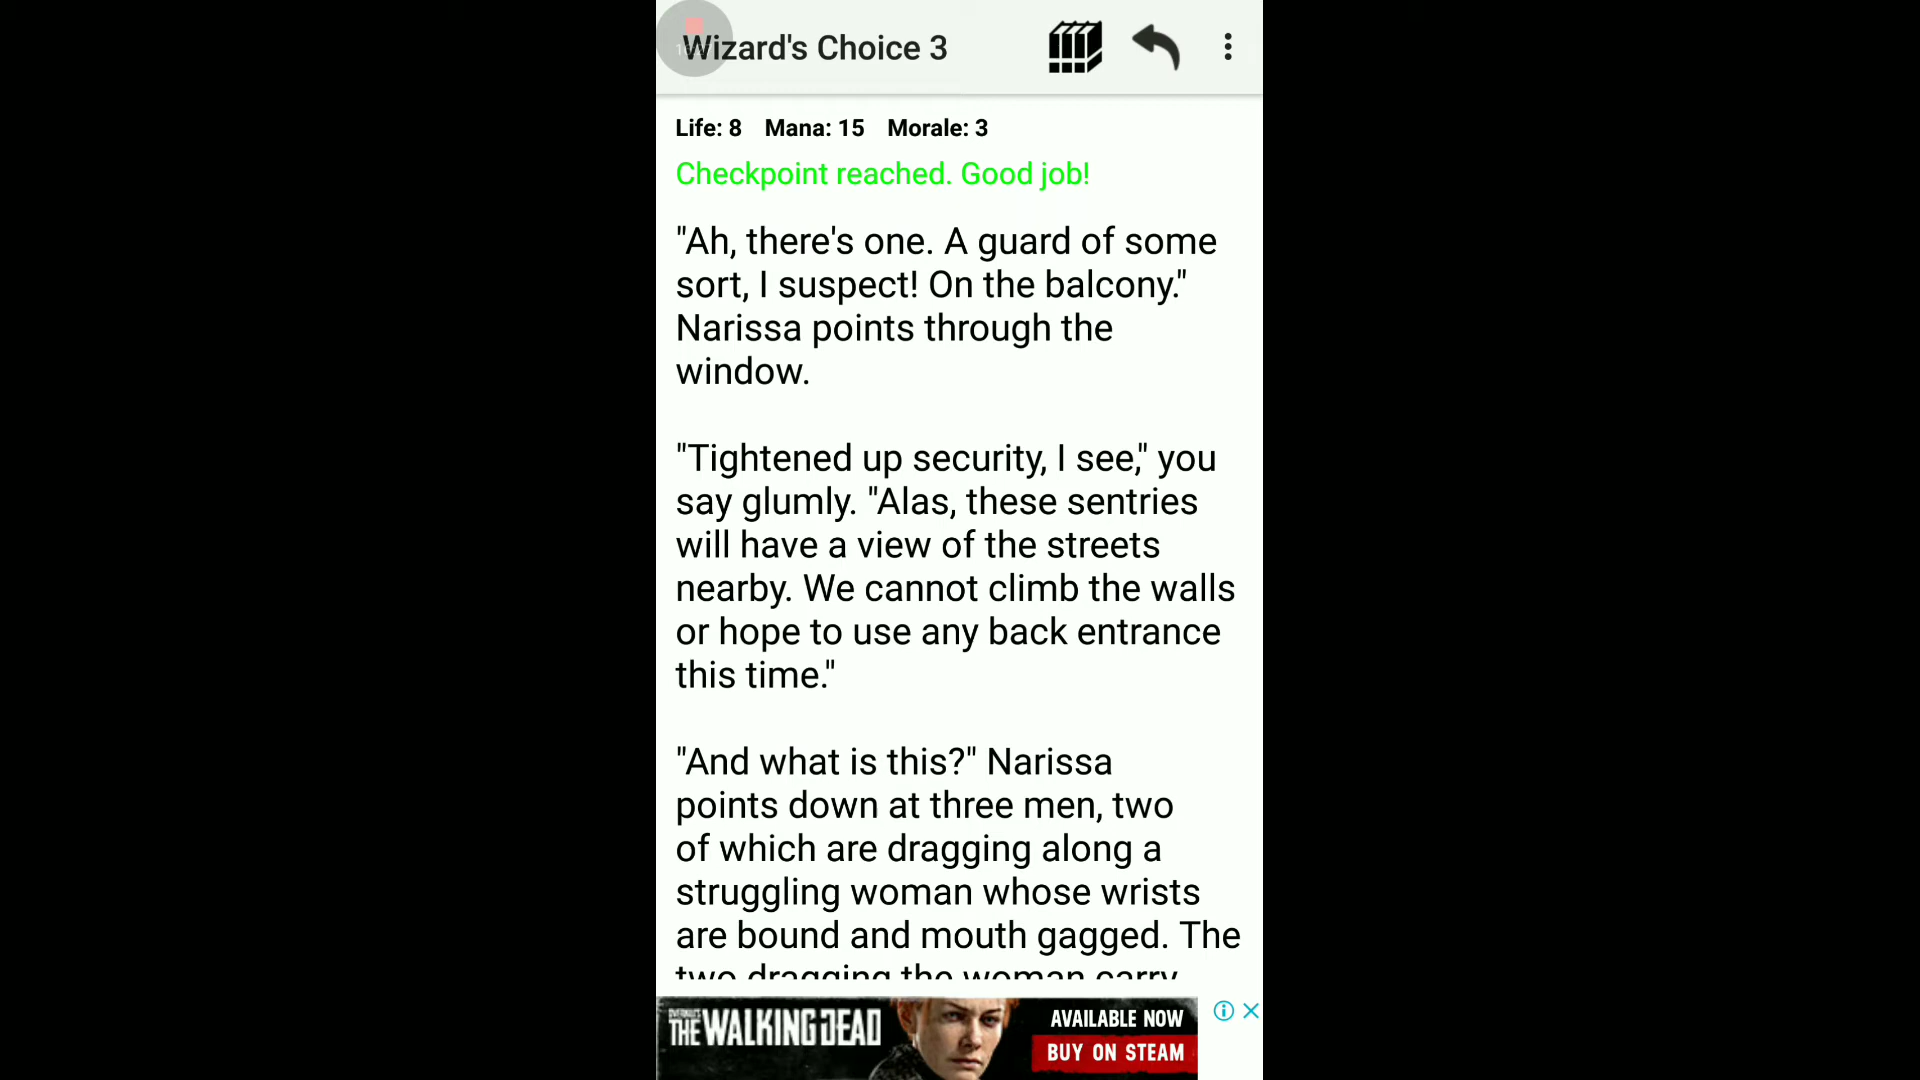 Wizard's Choice 3
Life: 8 Mana: 15 Morale: 3
Checkpoint reached. Good job!
"Ah, there's one. A guard of some
sort, I suspect! On the balcony."
Narissa points through the
window.
"Tightened up security, I see," you
say glumly. "Alas, these sentries
will have a view of the streets
nearby. We cannot climb the walls
or hope to use any back entrance
this time."
"And what is this?" Narissa
points down at three men, two
of which are dragging along a
struggling woman whose wrists
are bound and mouth gagged. The
two dragging the woman carry
OVERKILL'S
THE WALKING DEAD
AVAILABLE NOW
BUY ON STEAM